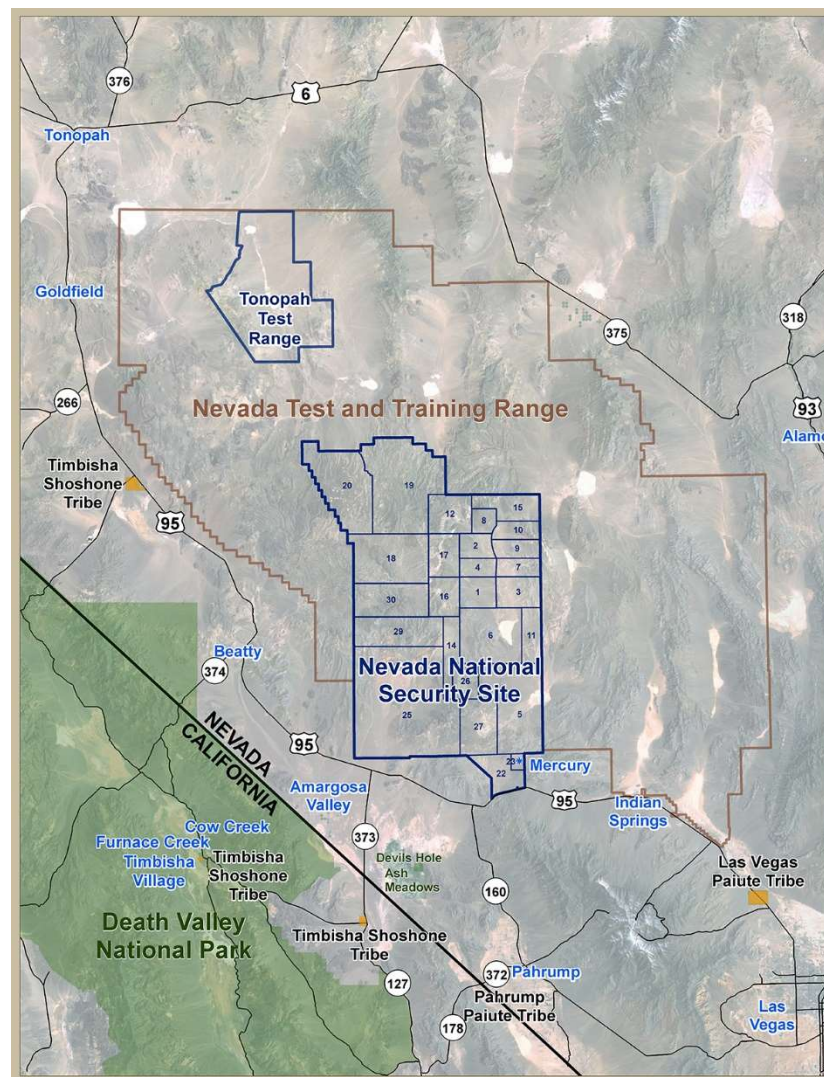 376
6
Tonopah
Goldfield
Tonopah
Test
Range
318
375
266
Nevada Test and Training Range
93
Alamo
Timbisha
Shoshone
Tribe
20
19
95
12
15
8
10
2
9
17
18
4
7
1
3
16
30
29
14
6
11
Beatty
374
Nevada National
Security Site
26
25
5
27
NEVADA
CALIFORNIA
95
23
Mercury
22
Amargosa
Valley
95
Indian
Springs
Cow Creek
Furnace Creek
Timbisha
Village
Timbisha
Shoshone
Tribe
373
Devils Hole
Ash
Meadows
Las Vegas
Paiute Tribe
160
Death Valley
National Park
Timbisha Shoshone
Tribe
127
372
Pahrump
Pahrump
Paiute Tribe
178
Las
Vegas